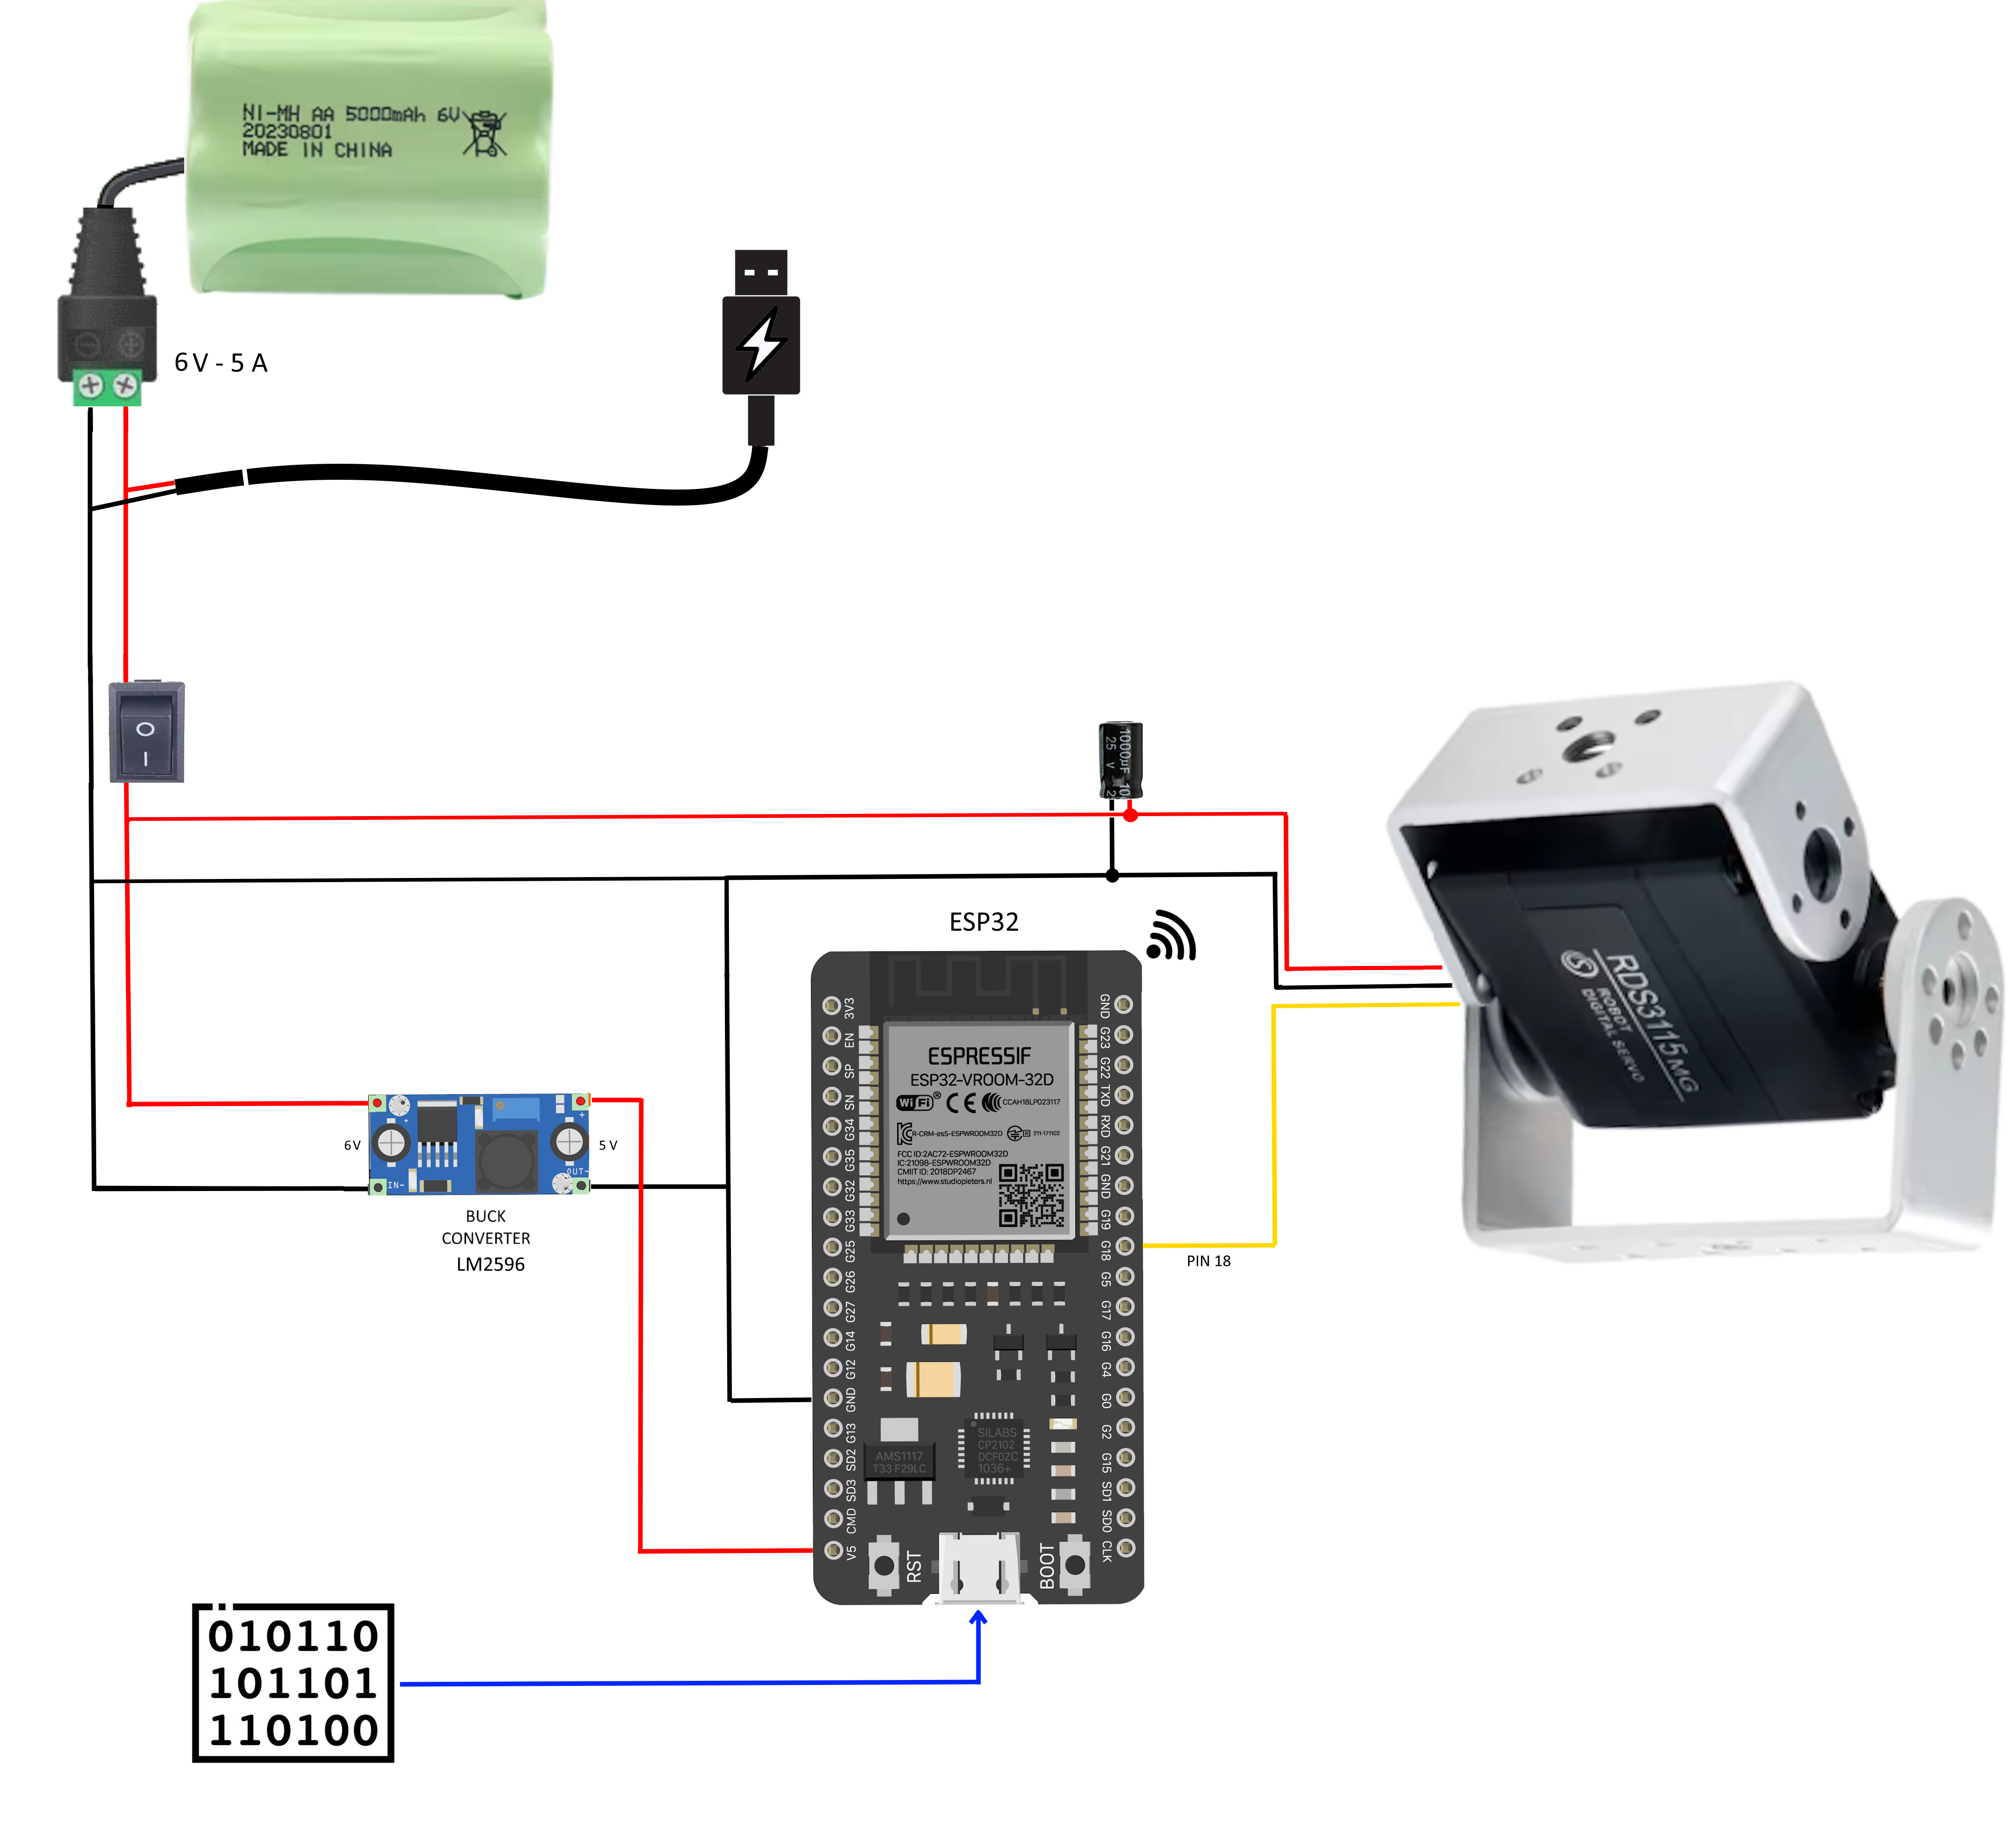 NI-MH AA 5000mAh 6V
20230801
MADE IN CHINA
6V - 5 A
O
I
1000µF 10
25 V 2
ESP32
3V3
EN
SP
SN
G34
G35
G32
G33
G25
G26
G27
G14
G12
GND
G13
SD2
SD3
CMD
V5
GND
G23
G22
TXD
RXD
G21
GND
G19
G18
G5
G17
G16
G4
G0
G2
G15
SD1
SD0
CLK
ESPRESSIF
ESP32-VROOM-32D
WiFi® CE CCAH18LP023117
R-CRM-es5-ESPWROOM32D
211-171102
FCC ID:2AC72-ESPWROOM32D
IC:21098-ESPWROOM32D
CMIIT ID: 2018DP2467
https://www.studiopieters.nl
AMS1117
T33 F29LC
SILABS
CP2102
DCF0ZC
1036+
RST
BOOT
RDS3115MG
ROBOT
DIGITAL SERVO
PIN 18
6V
5 V
IN-
OUT-
BUCK
CONVERTER
LM2596
010110
101101
110100